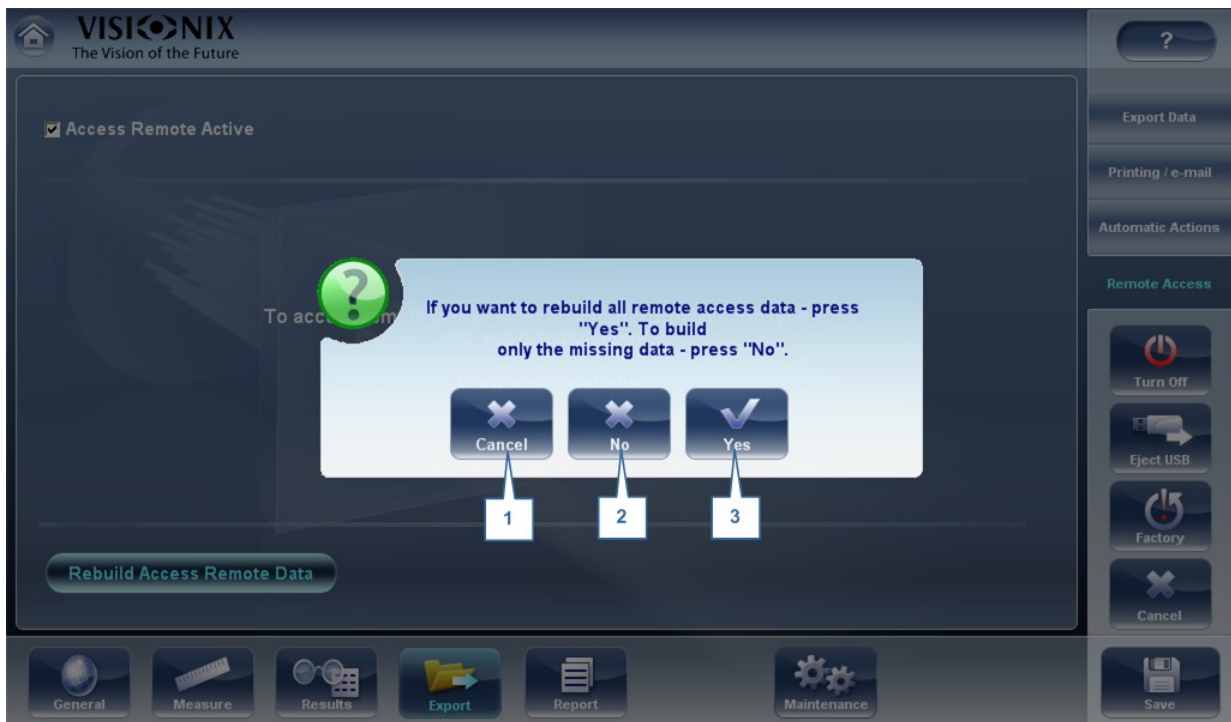 VISIONIX
The Vision of the Future
?
Access Remote Active
Export Data
Printing / e-mail
Automatic Actions
Remote Access
?
To acc
If you want to rebuild all remote access data - press
"Yes". To build
only the missing data - press "No".
Cancel
No
Yes
1
2
3
Turn Off
Eject USB
Factory
Cancel
Rebuild Access Remote Data
General
Measure
Results
Export
Report
Maintenance
Save